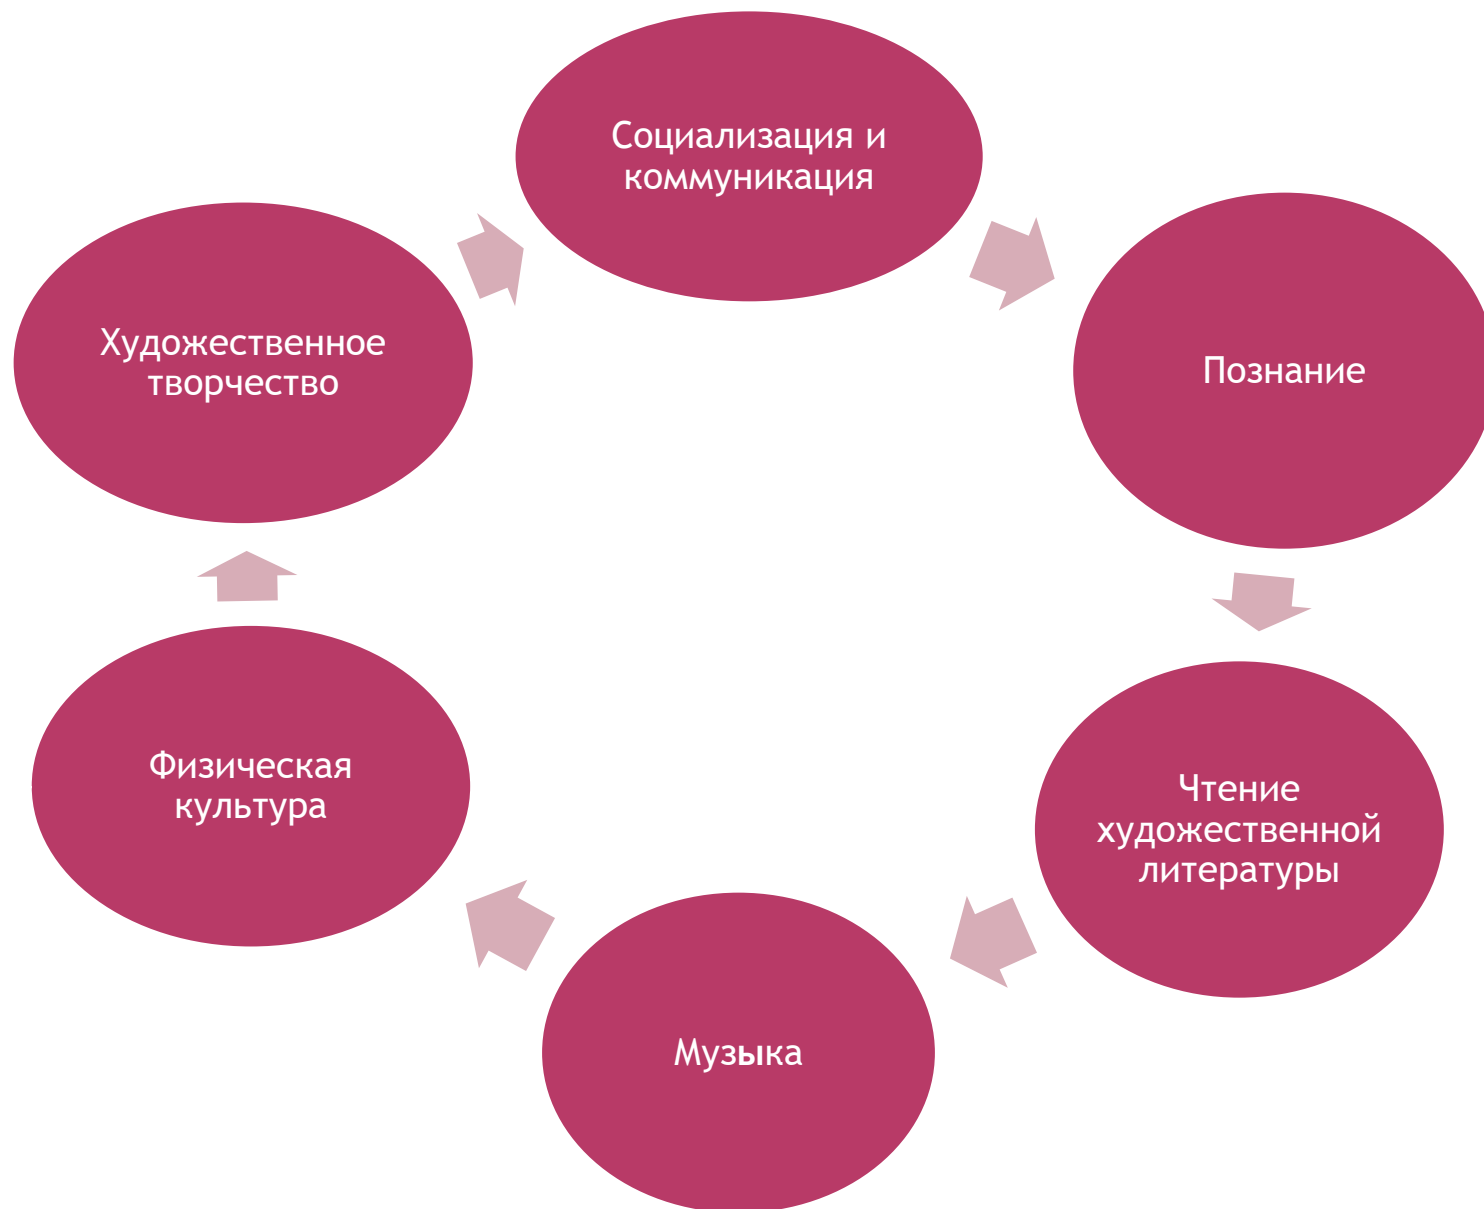 Социализация и
коммуникация
Познание
Чтение
художественной
литературы
Музыка
Физическая
культура
Художественное
творчество